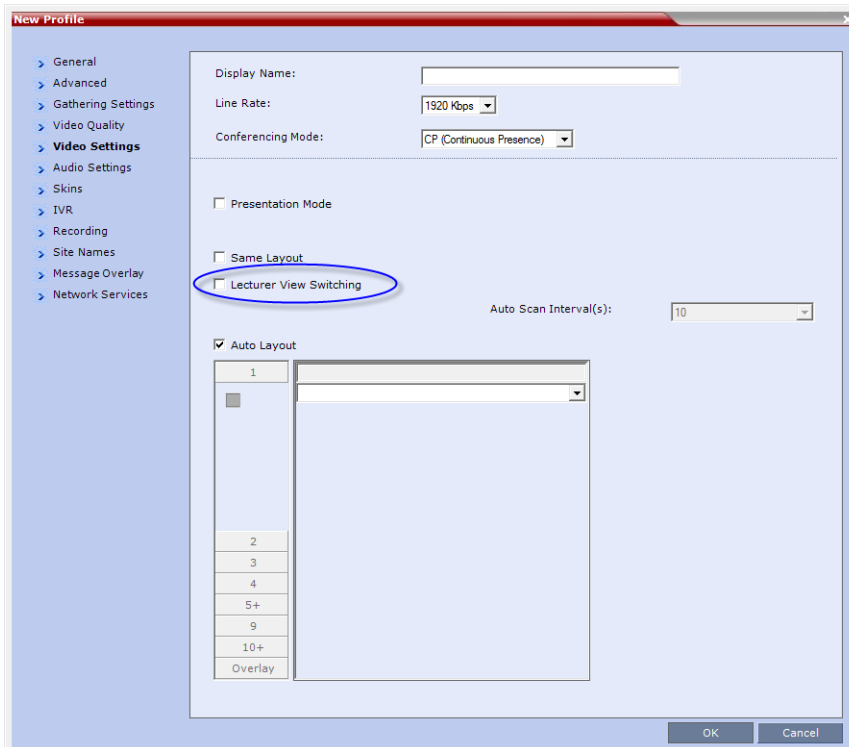 New Profile
General
Advanced
Gathering Settings
Video Quality
Video Settings
Audio Settings
Skins
IVR
Recording
Site Names
Message Overlay
Network Services
Display Name:
Line Rate:
1920 Kbps
Conferencing Mode:
CP (Continuous Presence)
Presentation Mode
Same Layout
Lecturer View Switching
Auto Scan Interval(s):
10
Auto Layout
1
2
3
4
5+
9
10+
Overlay
OK
Cancel